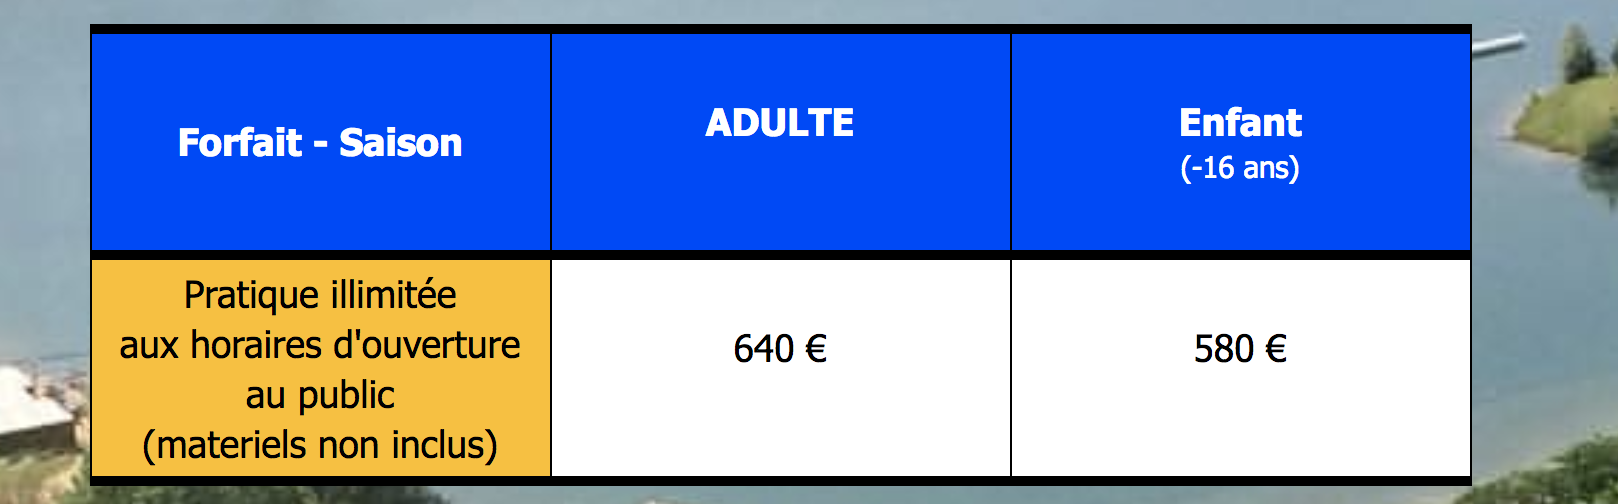 Forfait - Saison
ADULTE
Enfant
(-16 ans)
Pratique illimitée
aux horaires d'ouverture
au public
(materiels non inclus)
640 €
580 €